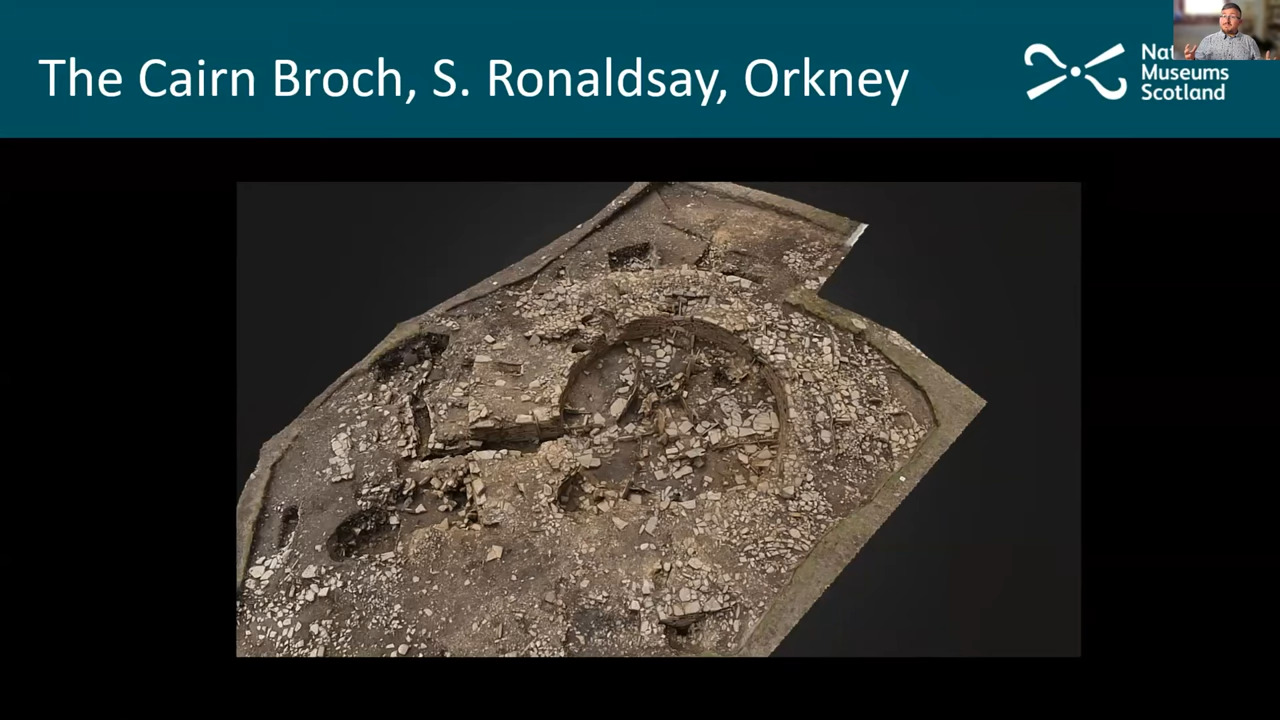 The Cairn Broch, S. Ronaldsay, Orkney
Museums
Scotland